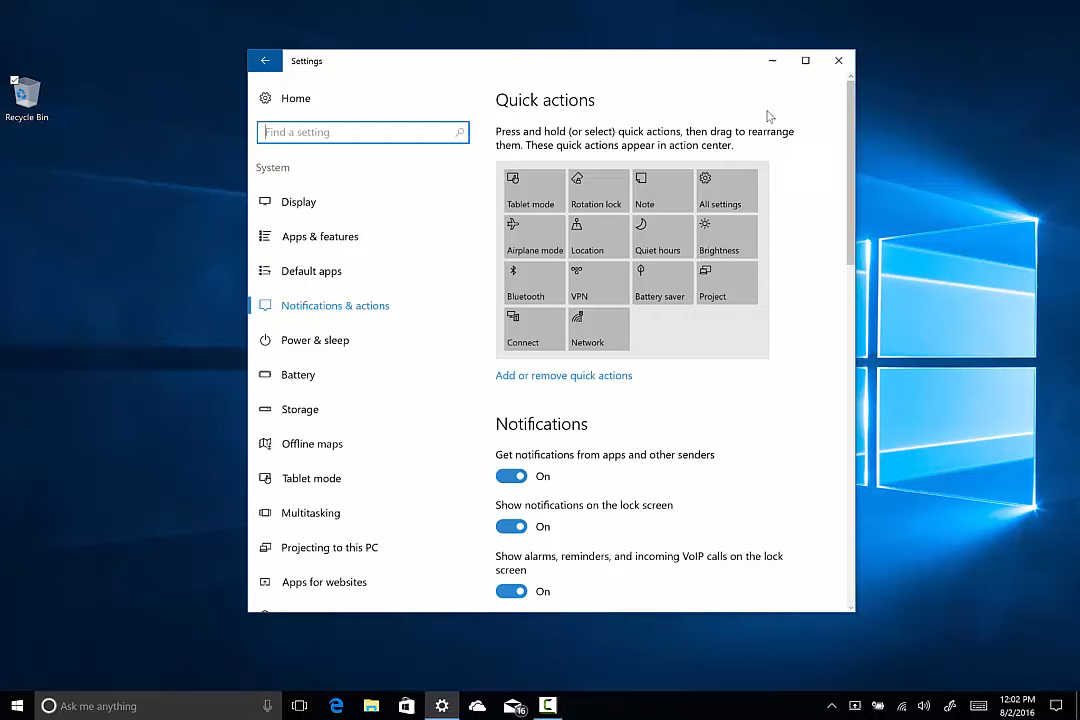 Settings
Home
Find a setting
System
Display
Apps & features
Default apps
Notifications & actions
Power & sleep
Battery
Storage
Offline maps
Tablet mode
Multitasking
Projecting to this PC
Apps for websites
Quick actions
Press and hold (or select) quick actions, then drag to rearrange
them. These quick actions appear in action center.
Tablet mode
Rotation lock
Note
All settings
Airplane mode
Location
Quiet hours
Brightness
Bluetooth
VPN
Battery saver
Project
Connect
Network
Add or remove quick actions
Notifications
Get notifications from apps and other senders
On
Show notifications on the lock screen
On
Show alarms, reminders, and incoming VoIP calls on the lock
screen
On
Recycle Bin
Ask me anything
16
12:02 PM
8/2/2016